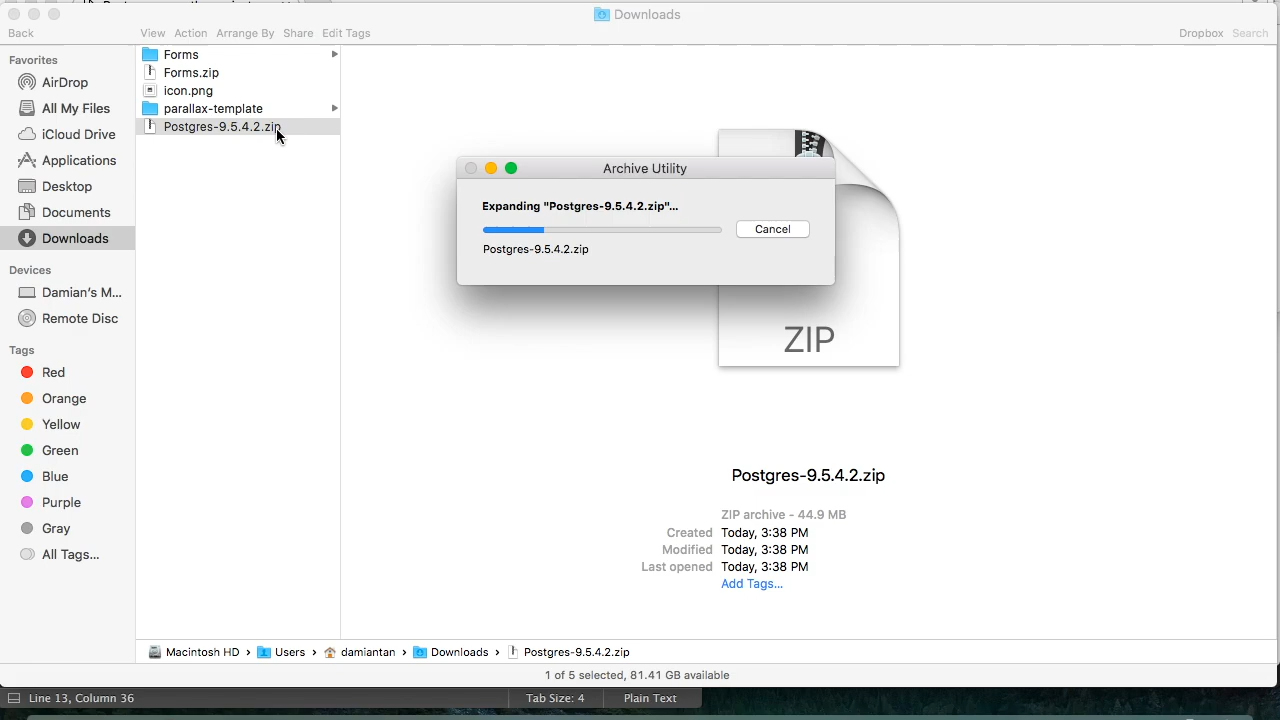 Downloads
Back View Action Arrange By Share Edit Tags Dropbox Search
Favorites
AirDrop
All My Files
iCloud Drive
Applications
Desktop
Documents
Downloads
Devices
Damian's M...
Remote Disc
Tags
Red
Orange
Yellow
Green
Blue
Purple
Gray
All Tags...
Forms
Forms.zip
icon.png
parallax-template
Postgres-9.5.4.2.zip
Archive Utility
Expanding "Postgres-9.5.4.2.zip"...
Cancel
Postgres-9.5.4.2.zip
ZIP
Postgres-9.5.4.2.zip
ZIP archive - 44.9 MB
Created Today, 3:38 PM
Modified Today, 3:38 PM
Last opened Today, 3:38 PM
Add Tags...
Macintosh HD › Users › damiantan › Downloads › Postgres-9.5.4.2.zip
1 of 5 selected, 81.41 GB available
Line 13, Column 36 Tab Size: 4 Plain Text